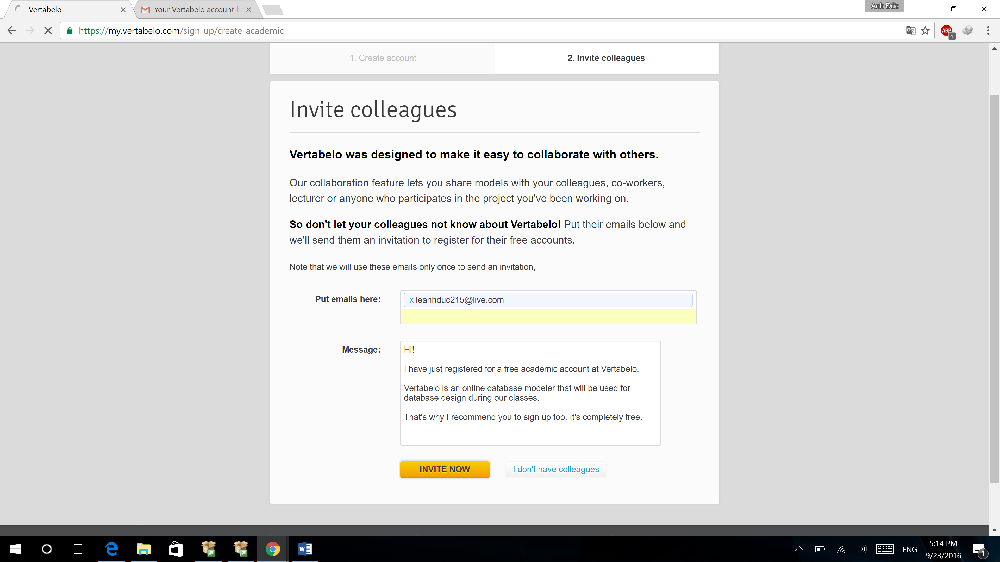 Vertabelo
Your Vertabelo account h
Anh Đức
https://my.vertabelo.com/sign-up/create-academic
ABP
1
1. Create account
2. Invite colleagues
Invite colleagues
Vertabelo was designed to make it easy to collaborate with others.
Our collaboration feature lets you share models with your colleagues, co-workers,
lecturer or anyone who participates in the project you've been working on.
So don't let your colleagues not know about Vertabelo! Put their emails below and
we'll send them an invitation to register for their free accounts.
Note that we will use these emails only once to send an invitation,
Put emails here:
x leanhduc215@live.com
Message:
Hi!
I have just registered for a free academic account at Vertabelo.
Vertabelo is an online database modeler that will be used for
database design during our classes.
That's why I recommend you to sign up too. It's completely free.
INVITE NOW
I don't have colleagues
ENG
5:14 PM
9/23/2016
1